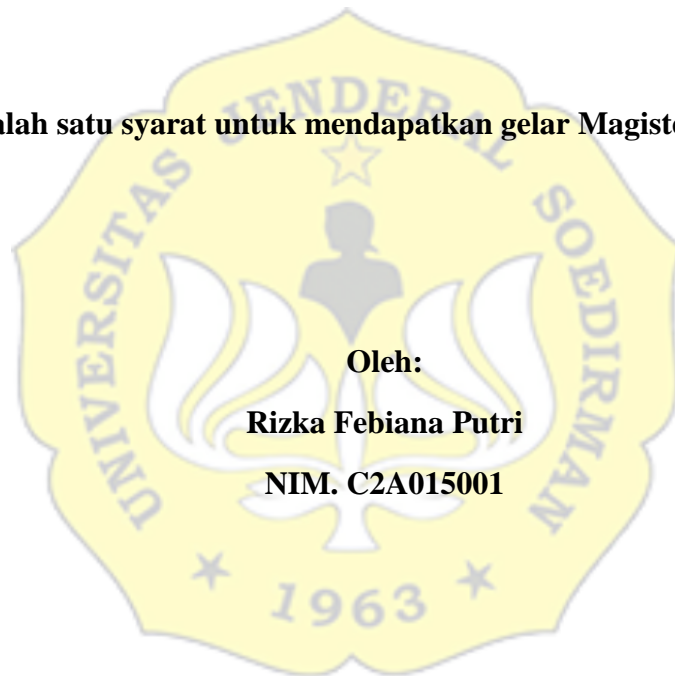 alah satu syarat untuk mendapatkan gelar Magist
UNIVERSITAS JENDERAL SOEDIRMAN
Oleh:
Rizka Febiana Putri
NIM. C2A015001
1963